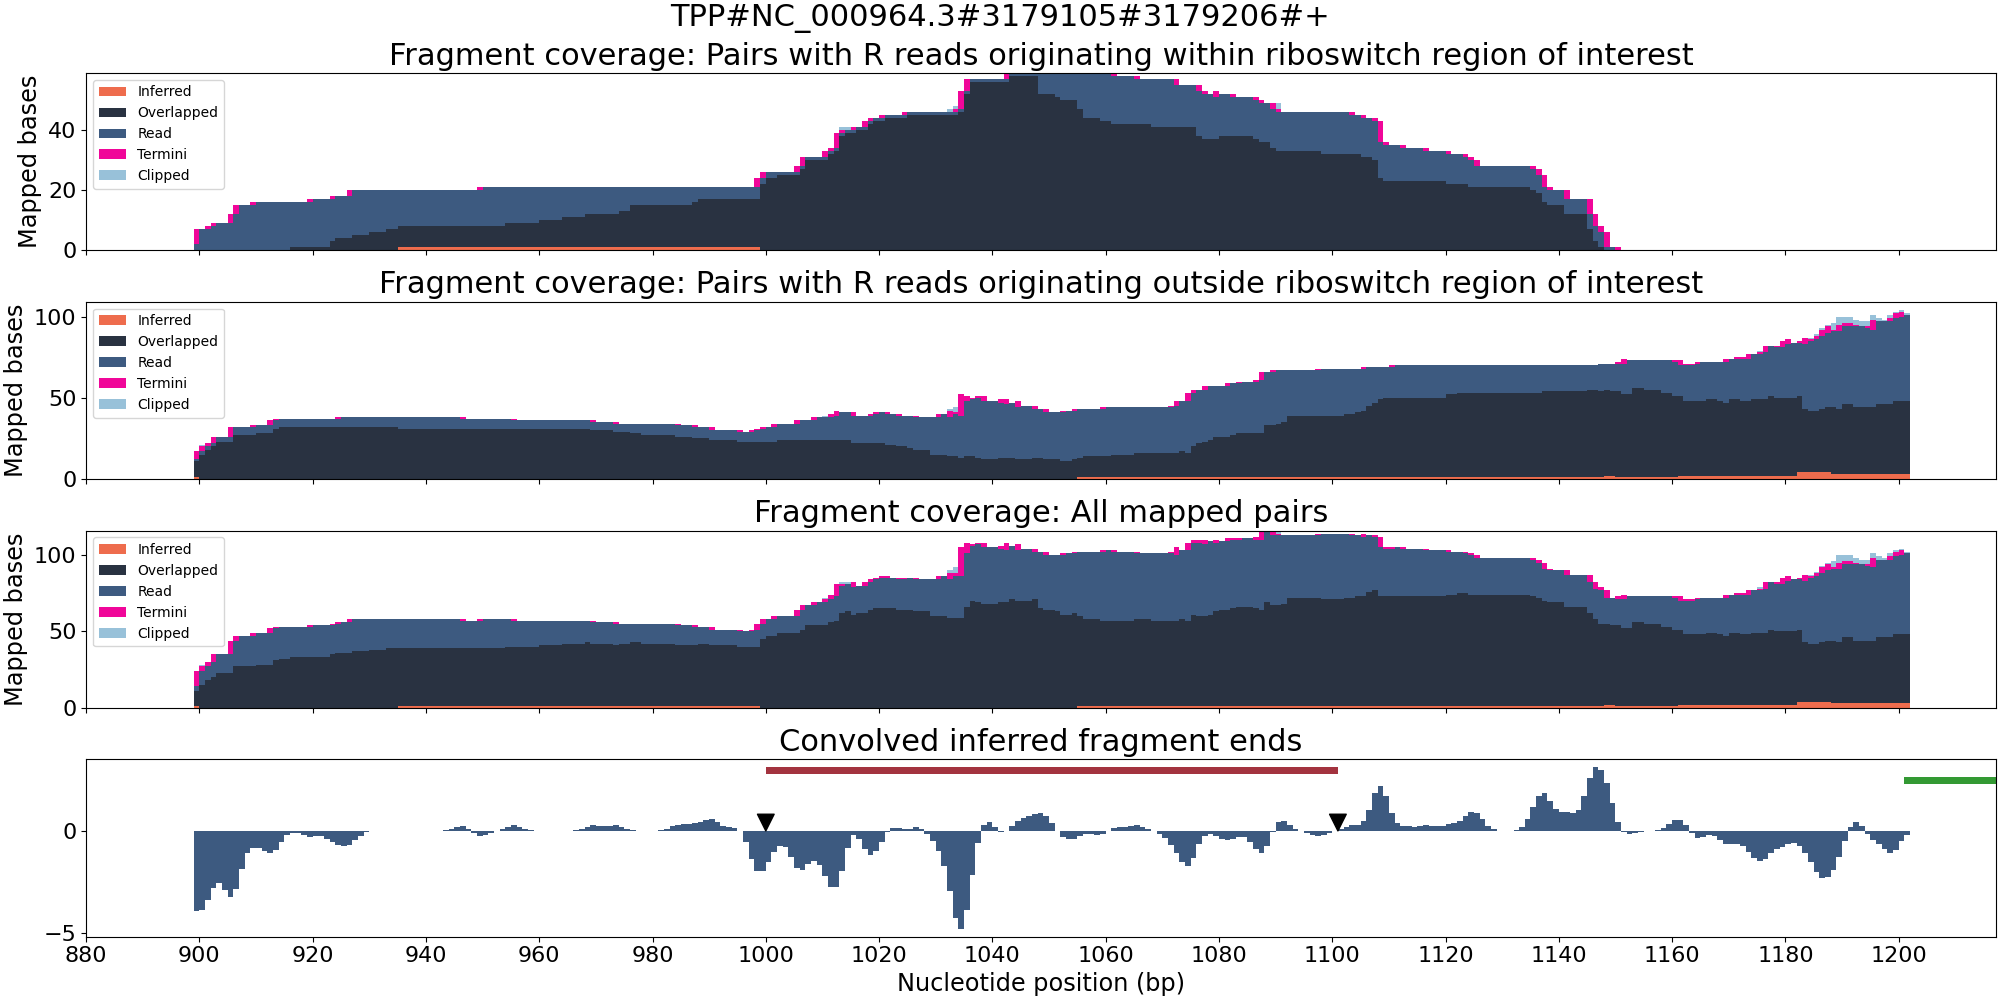 TPP#NC_000964.3#3179105#3179206#+
Fragment coverage: Pairs with R reads originating within riboswitch region of interest
Mapped bases
40
20
0
Inferred
Overlapped
Read
Termini
Clipped
Fragment coverage: Pairs with R reads originating outside riboswitch region of interest
Mapped bases
100
50
0
Inferred
Overlapped
Read
Termini
Clipped
Fragment coverage: All mapped pairs
Mapped bases
100
50
0
Inferred
Overlapped
Read
Termini
Clipped
Convolved inferred fragment ends
0
−5
880 900 920 940 960 980 1000 1020 1040 1060 1080 1100 1120 1140 1160 1180 1200
Nucleotide position (bp)